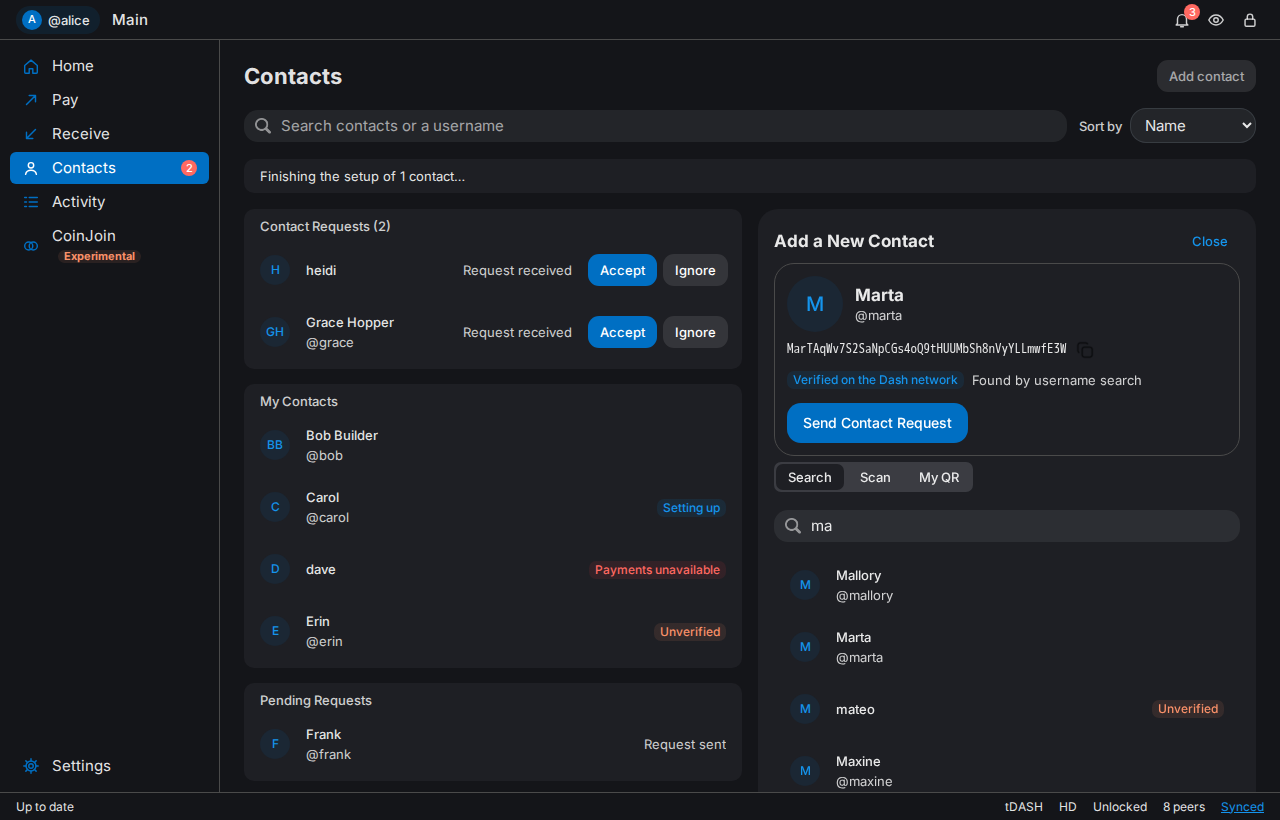 A @alice Main 3
Home
Pay
Receive
Contacts 2
Activity
CoinJoin
Experimental
Settings
Contacts
Add contact
Search contacts or a username
Sort by Name
Finishing the setup of 1 contact...
Contact Requests (2)
H heidi Request received Accept Ignore
GH Grace Hopper
@grace
Request received Accept Ignore
My Contacts
BB Bob Builder
@bob
C Carol
@carol
Setting up
D dave Payments unavailable
E Erin
@erin
Unverified
Pending Requests
F Frank
@frank
Request sent
Add a New Contact
Close
M Marta
@marta
MarTAqWv7S2SaNpCGs4oQ9tHUUMbSh8nVyYLLmwfE3W
Verified on the Dash network Found by username search
Send Contact Request
Search Scan My QR
ma
M Mallory
@mallory
M Marta
@marta
M mateo Unverified
M Maxine
@maxine
Up to date
tDASH HD Unlocked 8 peers Synced